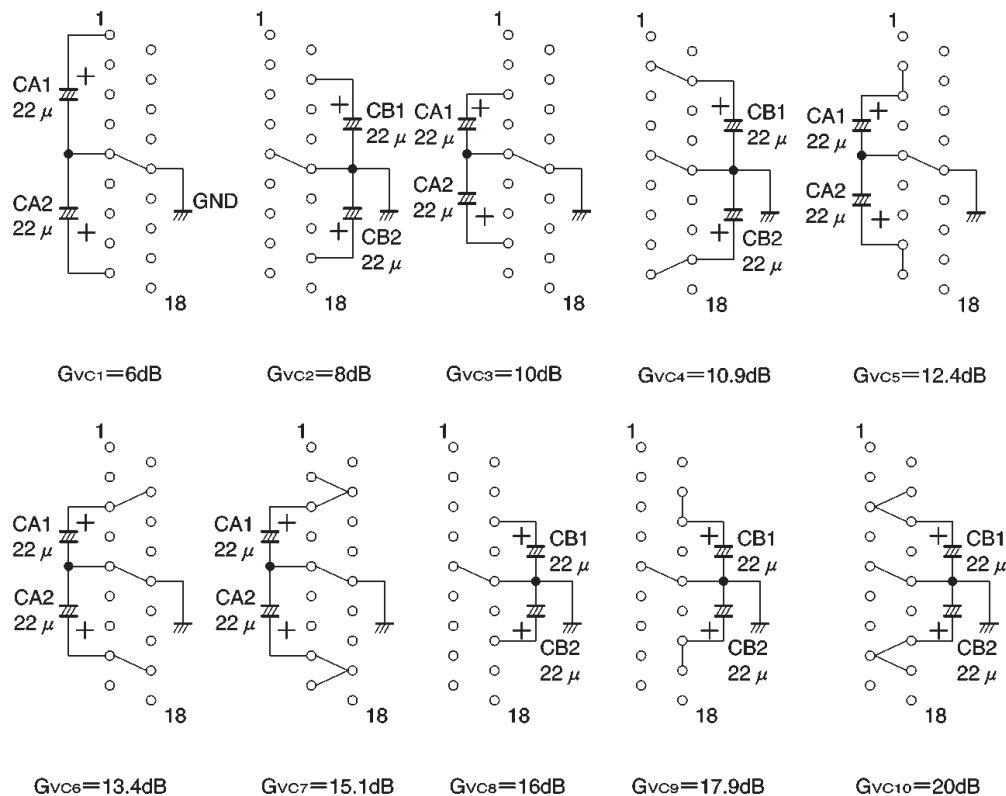 1
CA1
+
22 μ
CA2
22 μ
+
GND
18
GVC1=6dB
1
+
CB1
22 μ
+
CB2
22 μ
18
GVC2=8dB
CA1
+
22 μ
CA2
22 μ
+
GVC3=10dB
1
+
CB1
22 μ
+
CB2
22 μ
18
GVC4=10.9dB
1
+
CA1
22 μ
CA2
22 μ
+
18
GVC5=12.4dB
1
CA1
+
22 μ
CA2
22 μ
+
18
GVC6=13.4dB
1
CA1
+
22 μ
CA2
22 μ
+
18
GVC7=15.1dB
1
+
CB1
22 μ
+
CB2
22 μ
18
GVC8=16dB
1
+
CB1
22 μ
+
CB2
22 μ
18
GVC9=17.9dB
1
+
CB1
22 μ
+
CB2
22 μ
18
GVC10=20dB